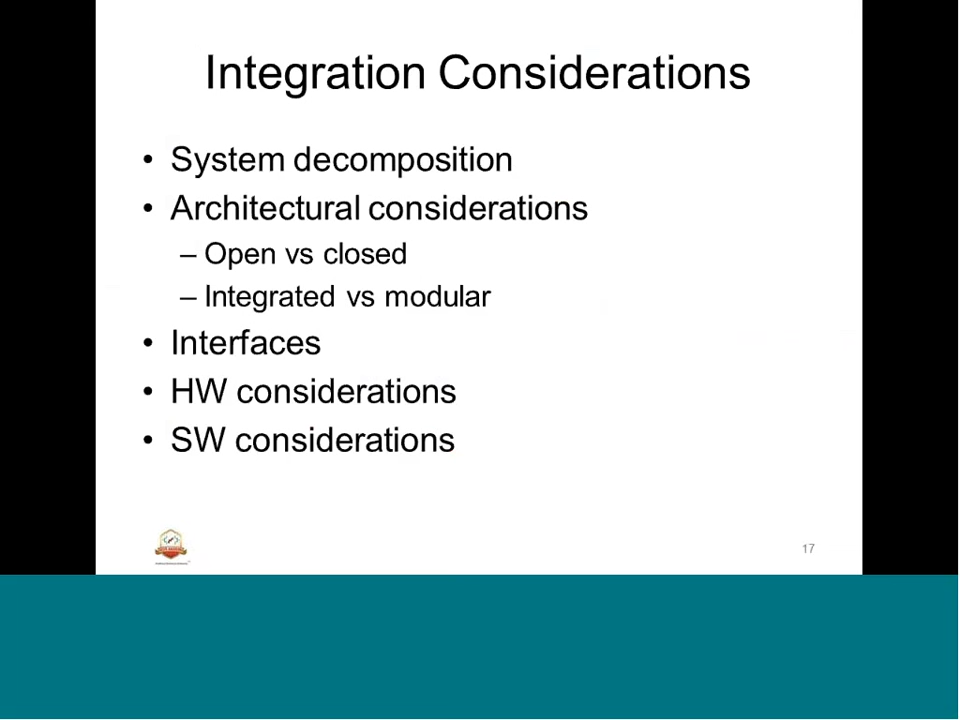 Integration Considerations
• System decomposition
• Architectural considerations
– Open vs closed
– Integrated vs modular
• Interfaces
• HW considerations
• SW considerations
17